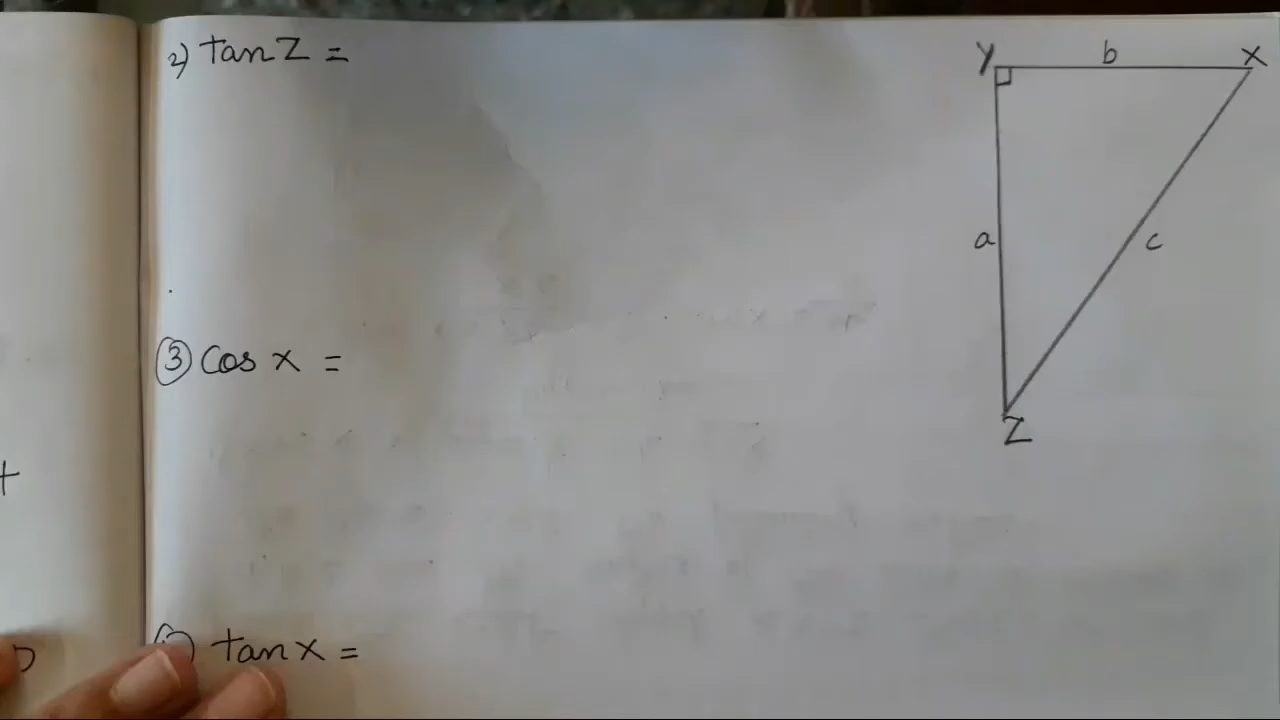 2) tan Z =
Y b X
a
c
③ Cos X =
Z
+
tan X =